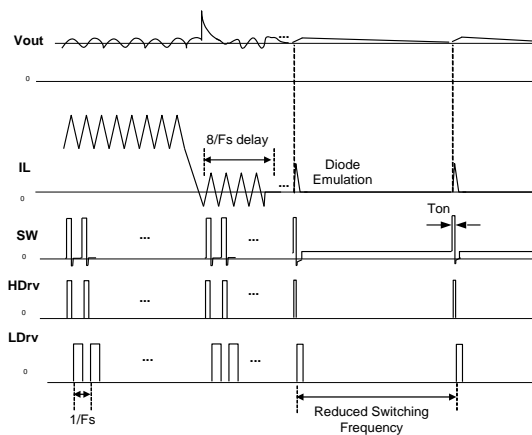 Vout
...
0
8/Fs delay
IL
Diode
Emulation
...
0
Ton
SW
...
...
0
HDrv
...
...
0
LDrv
...
...
0
1/Fs
Reduced Switching
Frequency